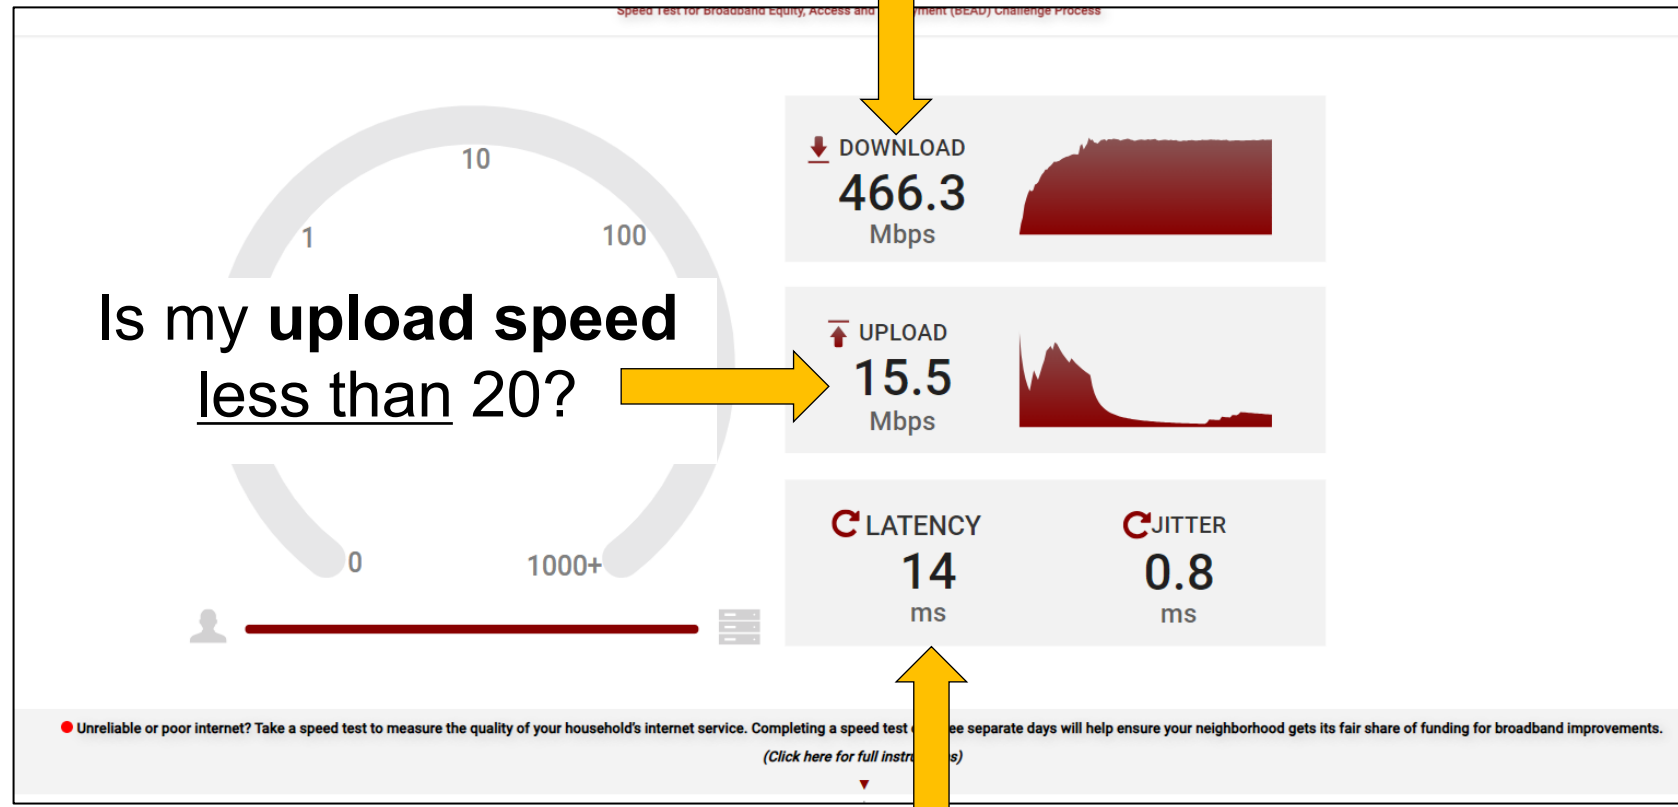 Speed Test for Broadband Equity, Access and yment (BEAD) Challenge Process
10
1
100
0
1000+
Is my upload speed
less than 20?
DOWNLOAD
466.3
Mbps
UPLOAD
15.5
Mbps
LATENCY
14
ms
JITTER
0.8
ms
Unreliable or poor internet? Take a speed test to measure the quality of your household's internet service. Completing a speed test ee separate days will help ensure your neighborhood gets its fair share of funding for broadband improvements.
(Click here for full instr s)